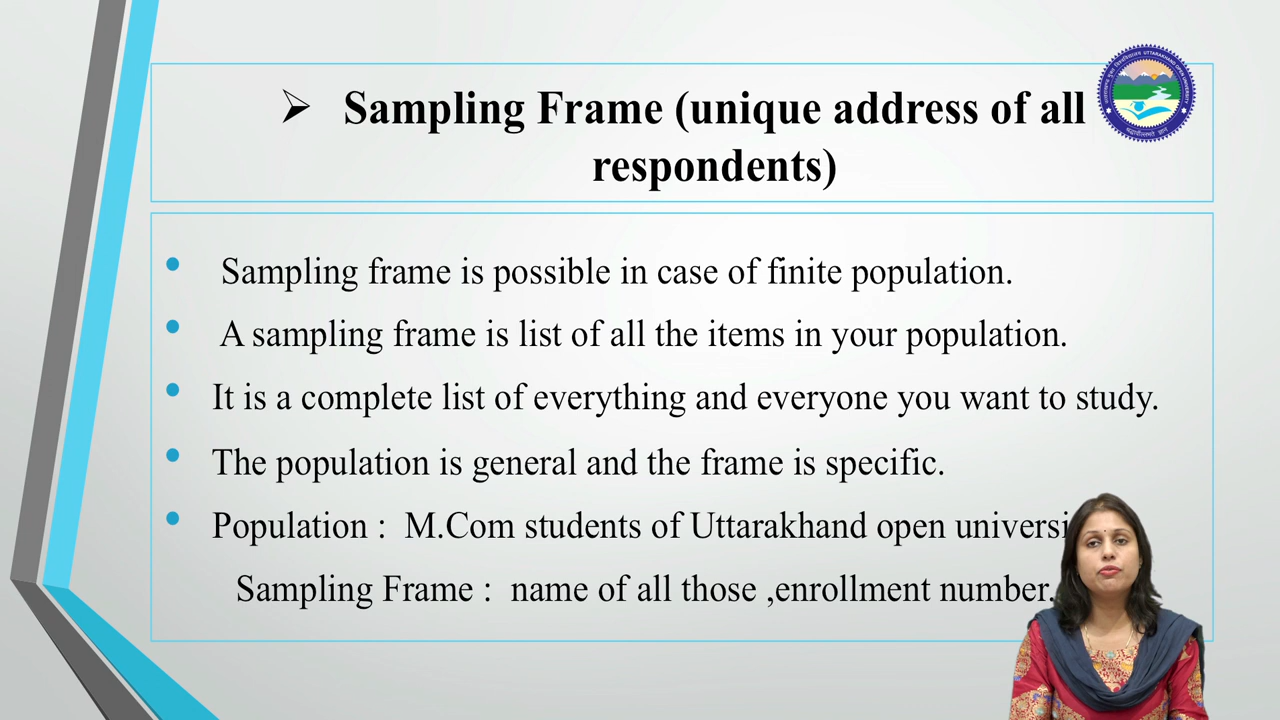 Sampling Frame (unique address of all
respondents)
Sampling frame is possible in case of finite population.
A sampling frame is list of all the items in your population.
It is a complete list of everything and everyone you want to study.
The population is general and the frame is specific.
Population : M.Com students of Uttarakhand open universi
Sampling Frame : name of all those ,enrollment number.